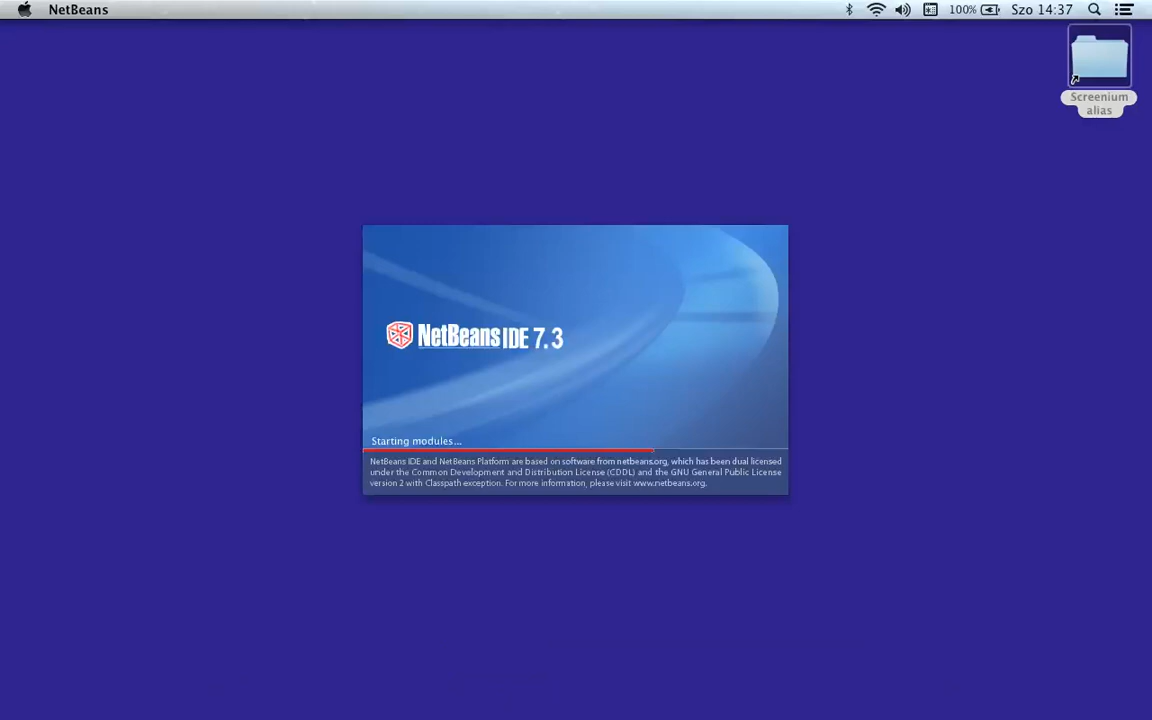 NetBeans
100%
Szo 14:37
Screenium
alias
NetBeans IDE 7.3
Starting modules...
NetBeans IDE and NetBeans Platform are based on software from netbeans.org, which has been dual licensed
under the Common Development and Distribution License (CDDL) and the GNU General Public License
version 2 with Classpath exception. For more information, please visit www.netbeans.org.